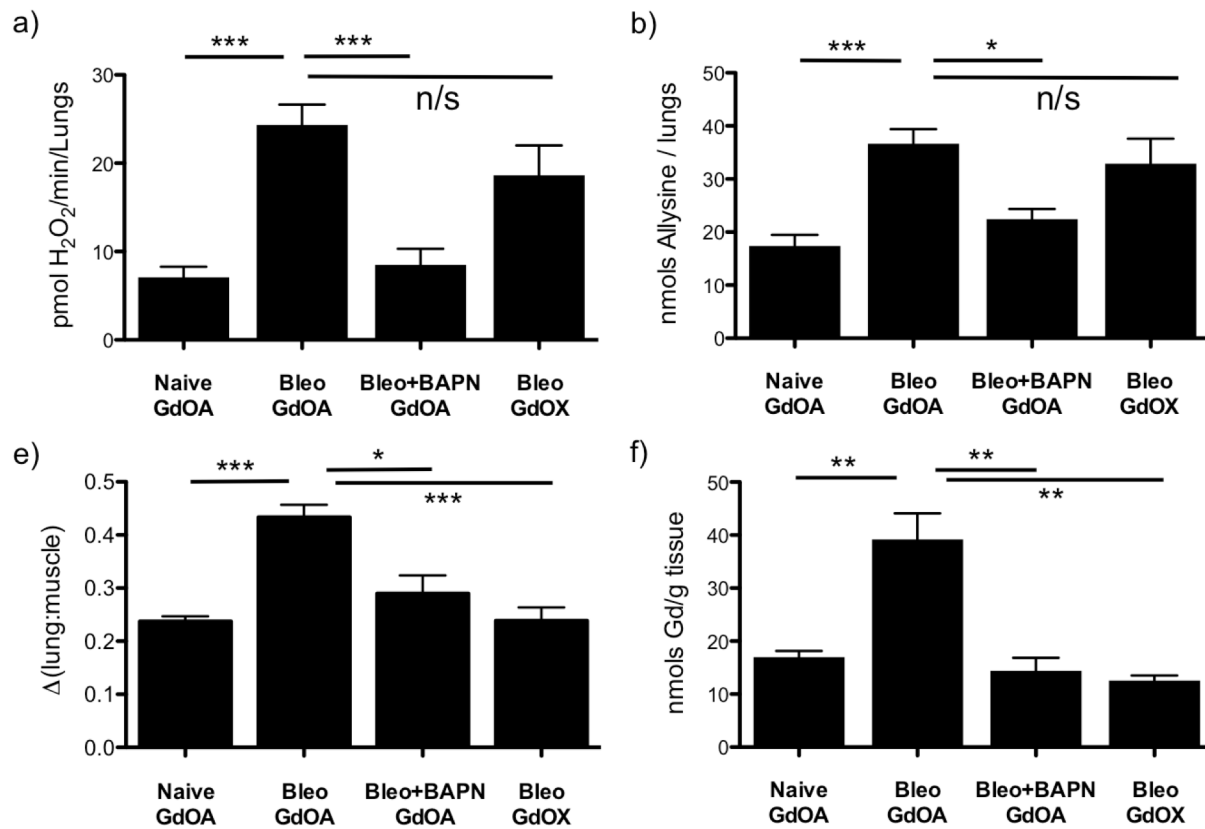 a)
*** ***
n/s
pmol H₂O₂/min/Lungs
30
20
10
0
Naive GdOA
Bleo GdOA
Bleo+BAPN GdOA
Bleo GdOX
b)
*** *
n/s
nmols Allysine / lungs
50
40
30
20
10
0
Naive GdOA
Bleo GdOA
Bleo+BAPN GdOA
Bleo GdOX
e)
*** *
***
Δ(lung:muscle)
0.5
0.4
0.3
0.2
0.1
0.0
Naive GdOA
Bleo GdOA
Bleo+BAPN GdOA
Bleo GdOX
f)
** **
**
nmols Gd/g tissue
50
40
30
20
10
0
Naive GdOA
Bleo GdOA
Bleo+BAPN GdOA
Bleo GdOX